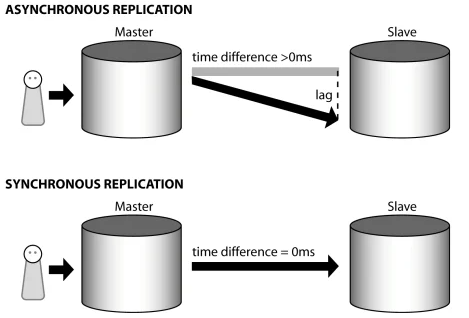 ASYNCHRONOUS REPLICATION
Master
Slave
time difference >0ms
lag
SYNCHRONOUS REPLICATION
Master
Slave
time difference = 0ms